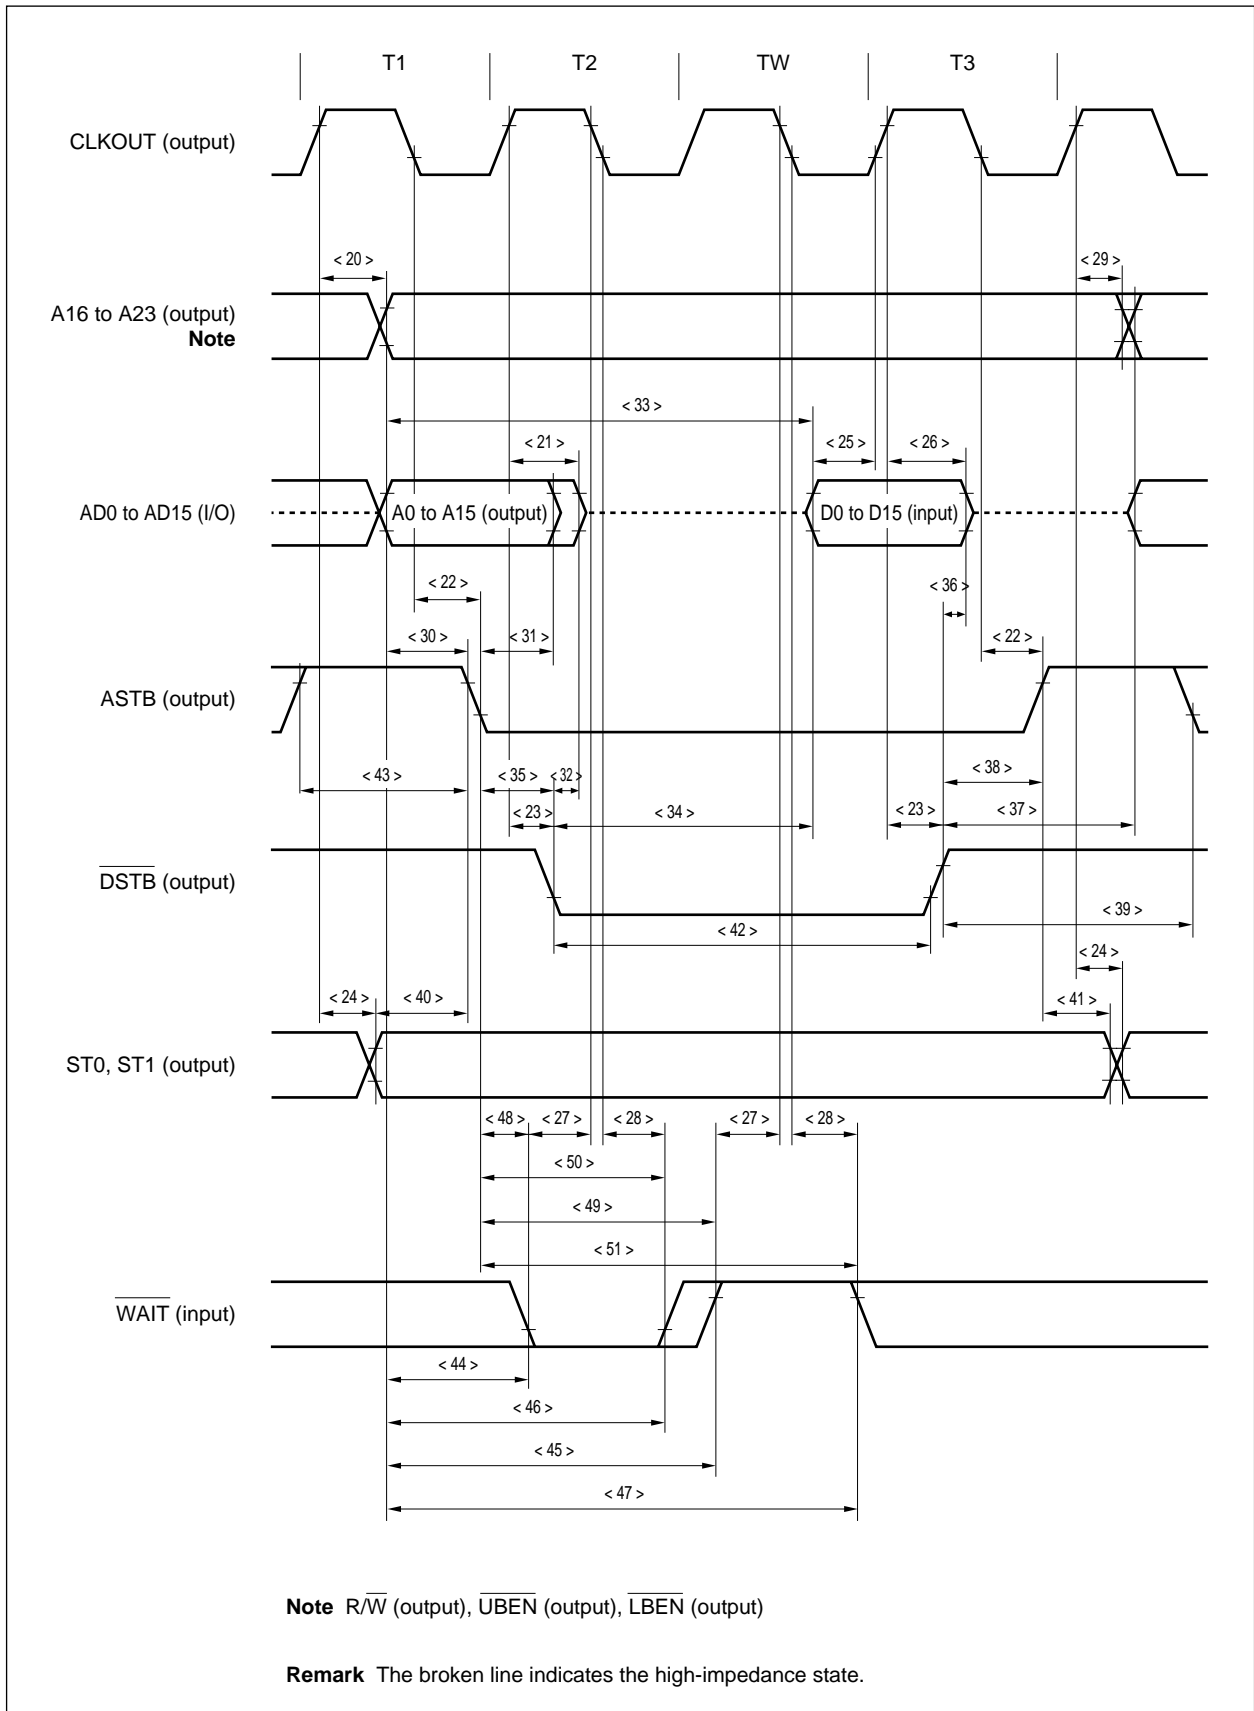 T1 T2 TW T3
CLKOUT (output)
< 20 > < 29 >
A16 to A23 (output)
Note
< 33 >
< 21 > < 25 > < 26 >
AD0 to AD15 (I/O) A0 to A15 (output) D0 to D15 (input)
< 22 > < 36 >
< 30 > < 31 > < 22 >
ASTB (output)
< 43 > < 35 > < 32 > < 38 >
< 23 > < 34 > < 23 > < 37 >
DSTB (output)
< 39 >
< 42 >
< 24 >
< 24 > < 40 > < 41 >
ST0, ST1 (output)
< 48 > < 27 > < 28 > < 27 > < 28 >
< 50 >
< 49 >
< 51 >
WAIT (input)
< 44 >
< 46 >
< 45 >
< 47 >
Note R/W (output), UBEN (output), LBEN (output)
Remark The broken line indicates the high-impedance state.